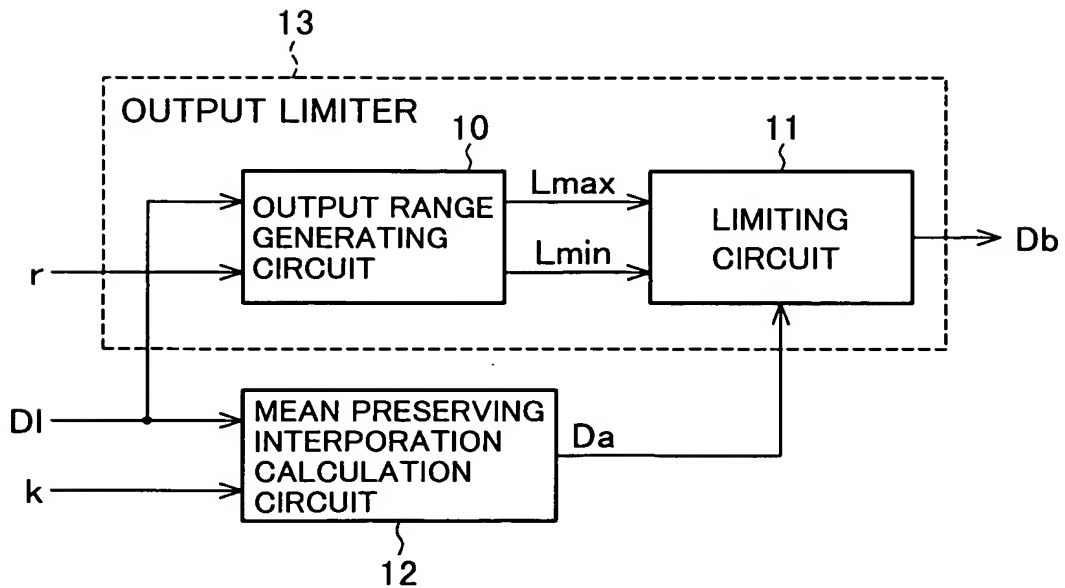 13
OUTPUT LIMITER
10
11
OUTPUT RANGE
GENERATING
CIRCUIT
Lmax
Lmin
LIMITING
CIRCUIT
Db
r
DI
k
MEAN PRESERVING
INTERPORATION
CALCULATION
CIRCUIT
Da
12